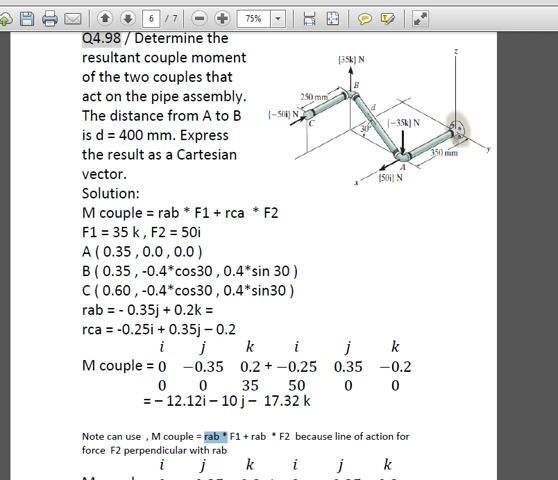 6 / 7
75%
Q4.98 / Determine the
resultant couple moment
of the two couples that
act on the pipe assembly.
The distance from A to B
is d = 400 mm. Express
the result as a Cartesian
vector.
{35k} N
z
B
250 mm
d
{−50i} N
C
30°
{−35k} N
350 mm
y
A
x
{50i} N
Solution:
M couple = rab * F1 + rca * F2
F1 = 35 k , F2 = 50i
A ( 0.35 , 0.0 , 0.0 )
B ( 0.35 , -0.4*cos30 , 0.4*sin 30 )
C ( 0.60 , -0.4*cos30 , 0.4*sin30 )
rab = - 0.35j + 0.2k =
rca = -0.25i + 0.35j – 0.2
i j k i j k
M couple = 0 −0.35 0.2 + −0.25 0.35 −0.2
0 0 35 50 0 0
= − 12.12i − 10 j − 17.32 k
Note can use , M couple = rab * F1 + rab * F2 because line of action for
force F2 perpendicular with rab
i j k i j k